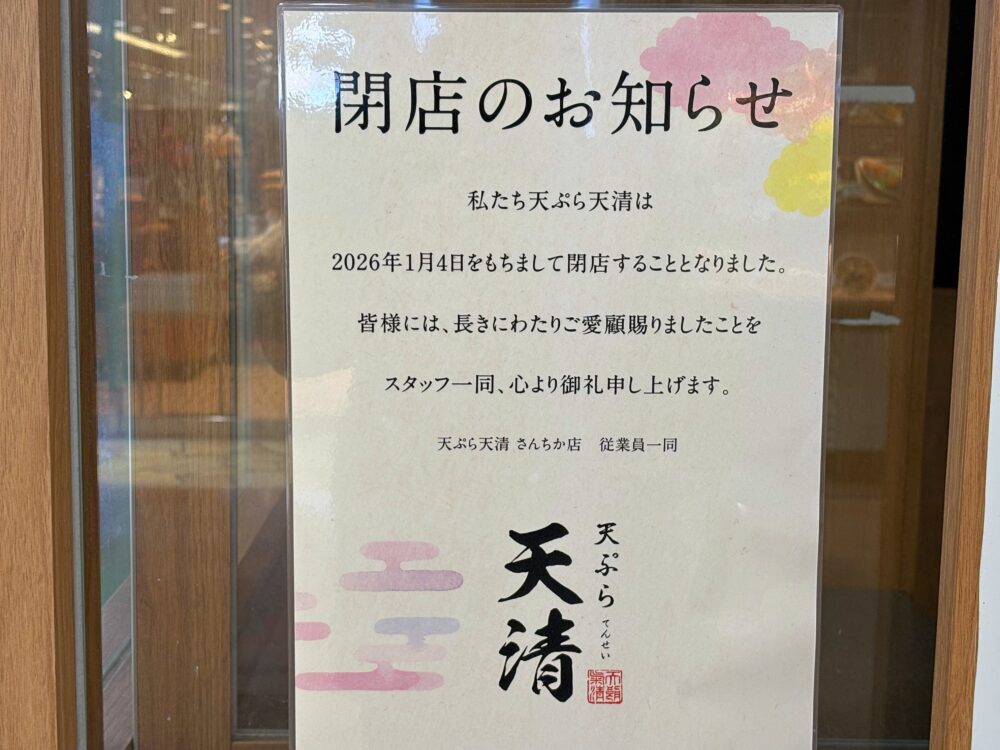 閉店のお知らせ
私たち天ぷら天清は
2026年1月4日をもちまして閉店することとなりました。
皆様には、長きにわたりご愛顧賜りましたことを
スタッフ一同、心より御礼申し上げます。
天ぷら天清 さんちか店　従業員一同
天ぷら
てんせい
天清